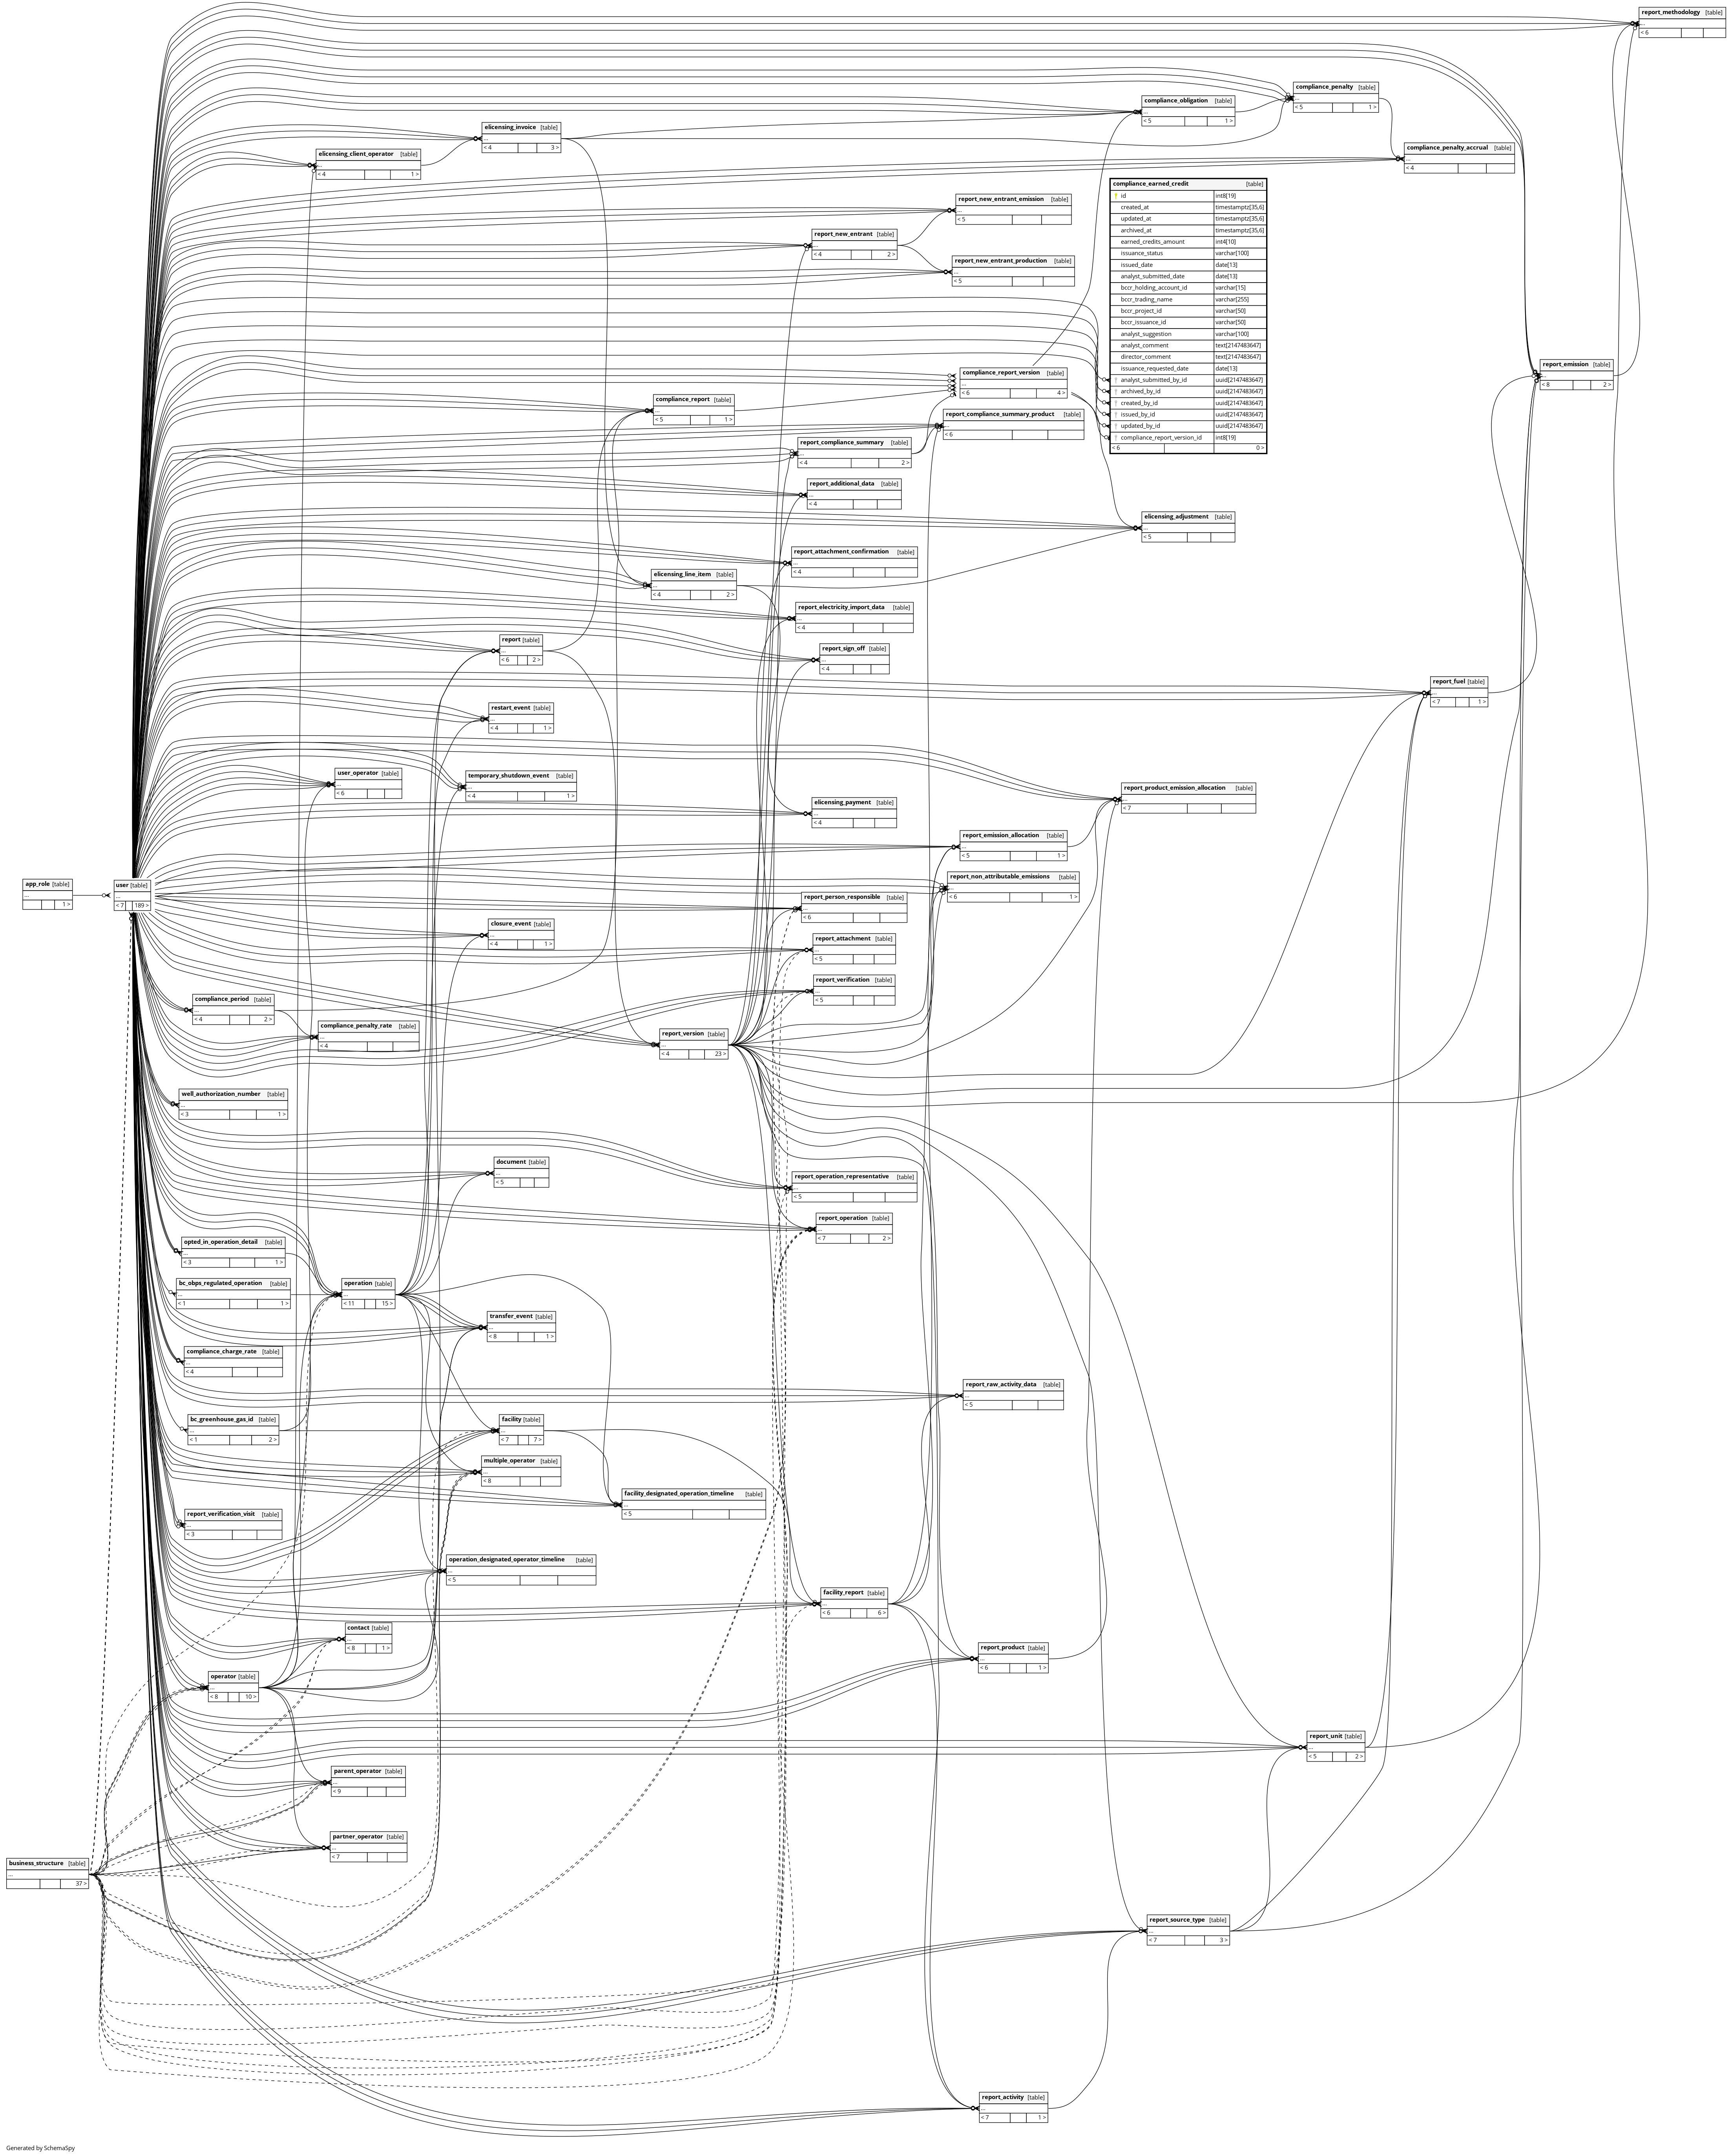 report_methodology [table]
...
< 6
compliance_penalty [table]
...
< 5 1 >
compliance_obligation [table]
...
< 5 1 >
elicensing_invoice [table]
...
< 4 3 >
compliance_penalty_accrual [table]
...
< 4
elicensing_client_operator [table]
...
< 4 1 >
compliance_earned_credit [table]
id int8[19]
created_at timestamptz[35,6]
updated_at timestamptz[35,6]
archived_at timestamptz[35,6]
earned_credits_amount int4[10]
issuance_status varchar[100]
issued_date date[13]
analyst_submitted_date date[13]
bccr_holding_account_id varchar[15]
bccr_trading_name varchar[255]
bccr_project_id varchar[50]
bccr_issuance_id varchar[50]
analyst_suggestion varchar[100]
analyst_comment text[2147483647]
director_comment text[2147483647]
issuance_requested_date date[13]
analyst_submitted_by_id uuid[2147483647]
archived_by_id uuid[2147483647]
created_by_id uuid[2147483647]
issued_by_id uuid[2147483647]
updated_by_id uuid[2147483647]
compliance_report_version_id int8[19]
< 6 0 >
report_new_entrant_emission [table]
...
< 5
report_new_entrant [table]
...
< 4 2 >
report_new_entrant_production [table]
...
< 5
report_emission [table]
...
< 8 2 >
compliance_report_version [table]
...
< 6 4 >
compliance_report [table]
...
< 5 1 >
report_compliance_summary_product [table]
...
< 6
report_compliance_summary [table]
...
< 4 2 >
report_additional_data [table]
...
< 4
elicensing_adjustment [table]
...
< 5
report_attachment_confirmation [table]
...
< 4
elicensing_line_item [table]
...
< 4 2 >
report_electricity_import_data [table]
...
< 4
report [table]
...
< 6 2 >
report_sign_off [table]
...
< 4
report_fuel [table]
...
< 7 1 >
restart_event [table]
...
< 4 1 >
user_operator [table]
...
< 6
temporary_shutdown_event [table]
...
< 4 1 >
report_product_emission_allocation [table]
...
< 7
elicensing_payment [table]
...
< 4
report_emission_allocation [table]
...
< 5 1 >
report_non_attributable_emissions [table]
...
< 6 1 >
app_role [table]
...
1 >
user [table]
...
< 7 189 >
report_person_responsible [table]
...
< 6
closure_event [table]
...
< 4 1 >
report_attachment [table]
...
< 5
report_verification [table]
...
< 5
compliance_period [table]
...
< 4 2 >
compliance_penalty_rate [table]
...
< 4
report_version [table]
...
< 4 23 >
well_authorization_number [table]
...
< 3 1 >
document [table]
...
< 5
report_operation_representative [table]
...
< 5
report_operation [table]
...
< 7 2 >
opted_in_operation_detail [table]
...
< 3 1 >
bc_obps_regulated_operation [table]
...
< 1 1 >
operation [table]
...
< 11 15 >
transfer_event [table]
...
< 8 1 >
compliance_charge_rate [table]
...
< 4
report_raw_activity_data [table]
...
< 5
bc_greenhouse_gas_id [table]
...
< 1 2 >
facility [table]
...
< 7 7 >
multiple_operator [table]
...
< 8
facility_designated_operation_timeline [table]
...
< 5
report_verification_visit [table]
...
< 3
operation_designated_operator_timeline [table]
...
< 5
facility_report [table]
...
< 6 6 >
contact [table]
...
< 8 1 >
report_product [table]
...
< 6 1 >
operator [table]
...
< 8 10 >
report_unit [table]
...
< 5 2 >
parent_operator [table]
...
< 9
partner_operator [table]
...
< 7
business_structure [table]
...
37 >
report_source_type [table]
...
< 7 3 >
report_activity [table]
...
< 7 1 >
Generated by SchemaSpy